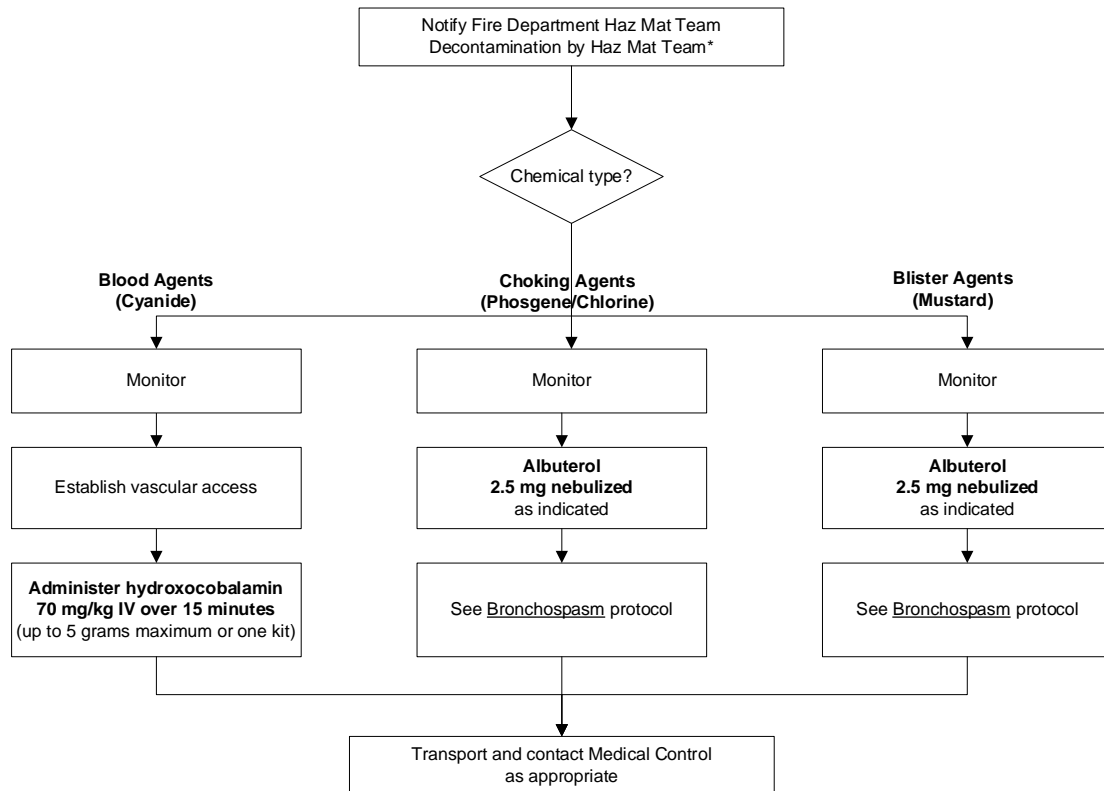 Notify Fire Department Haz Mat Team
Decontamination by Haz Mat Team*
Chemical type?
Blood Agents
(Cyanide)
Choking Agents
(Phosgene/Chlorine)
Blister Agents
(Mustard)
Monitor
Monitor
Monitor
Establish vascular access
Albuterol
2.5 mg nebulized
as indicated
Albuterol
2.5 mg nebulized
as indicated
Administer hydroxocobalamin
70 mg/kg IV over 15 minutes
(up to 5 grams maximum or one kit)
See Bronchospasm protocol
See Bronchospasm protocol
Transport and contact Medical Control
as appropriate